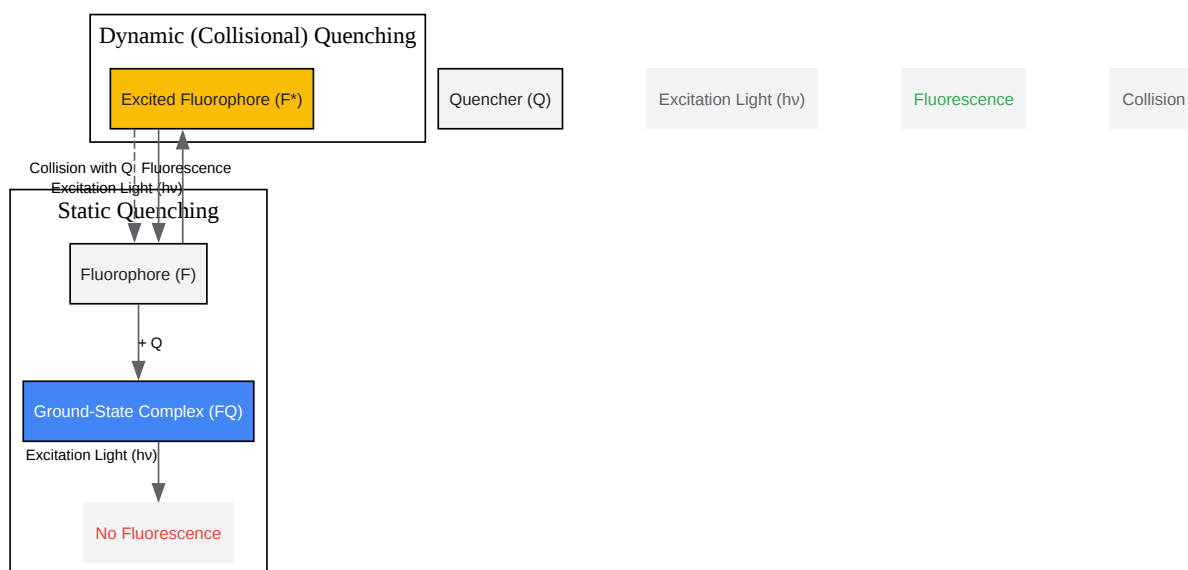 Dynamic (Collisional) Quenching
Excited Fluorophore (F*)
Quencher (Q)
Excitation Light (hν)
Fluorescence
Collision
Collision with Q
Fluorescence
Excitation Light (hν)
Static Quenching
Fluorophore (F)
+ Q
Ground-State Complex (FQ)
Excitation Light (hν)
No Fluorescence